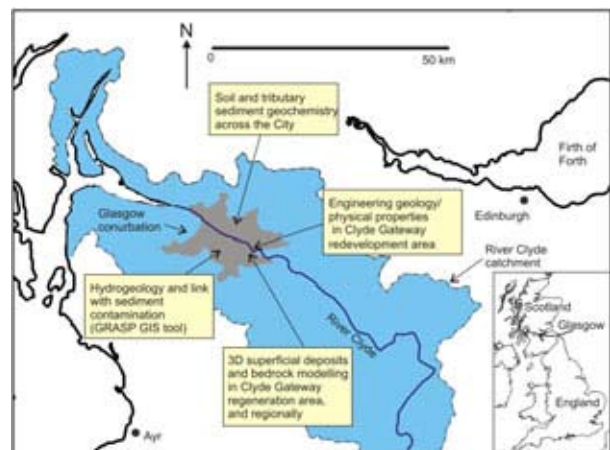 N
0
50 km
Soil and tributary
sediment geochemistry
across the City
Firth of
Forth
Glasgow
conurbation
Engineering geology/
physical properties
in Clyde Gateway
redevelopment area
Edinburgh
River Clyde
catchment
Hydrogeology and link
with sediment
contamination
(GRASP GIS tool)
River Clyde
3D superficial deposits
and bedrock modelling
in Clyde Gateway
regeneration area,
and regionally
Ayr
Scotland
Glasgow
England